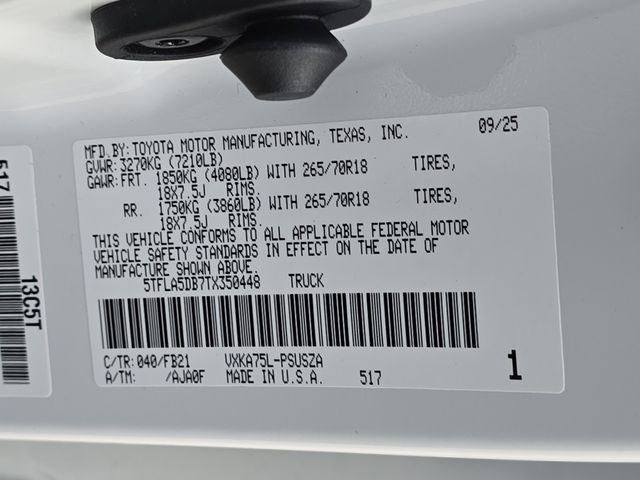 MFD. BY: TOYOTA MOTOR MANUFACTURING, TEXAS, INC. 09/25
GVWR: 3270KG (7210LB)
GAWR: FRT. 1850KG (4080LB) WITH 265/70R18 TIRES,
18X7.5J RIMS.
RR. 1750KG (3860LB) WITH 265/70R18 TIRES,
18X7.5J RIMS.
THIS VEHICLE CONFORMS TO ALL APPLICABLE FEDERAL MOTOR
VEHICLE SAFETY STANDARDS IN EFFECT ON THE DATE OF
MANUFACTURE SHOWN ABOVE.
5TFLA5DB7TX350448 TRUCK
C/TR: 040/FB21 VXKA75L-PSUSZA
A/TM: /AJA0F MADE IN U.S.A. 517 1
517
13C5T